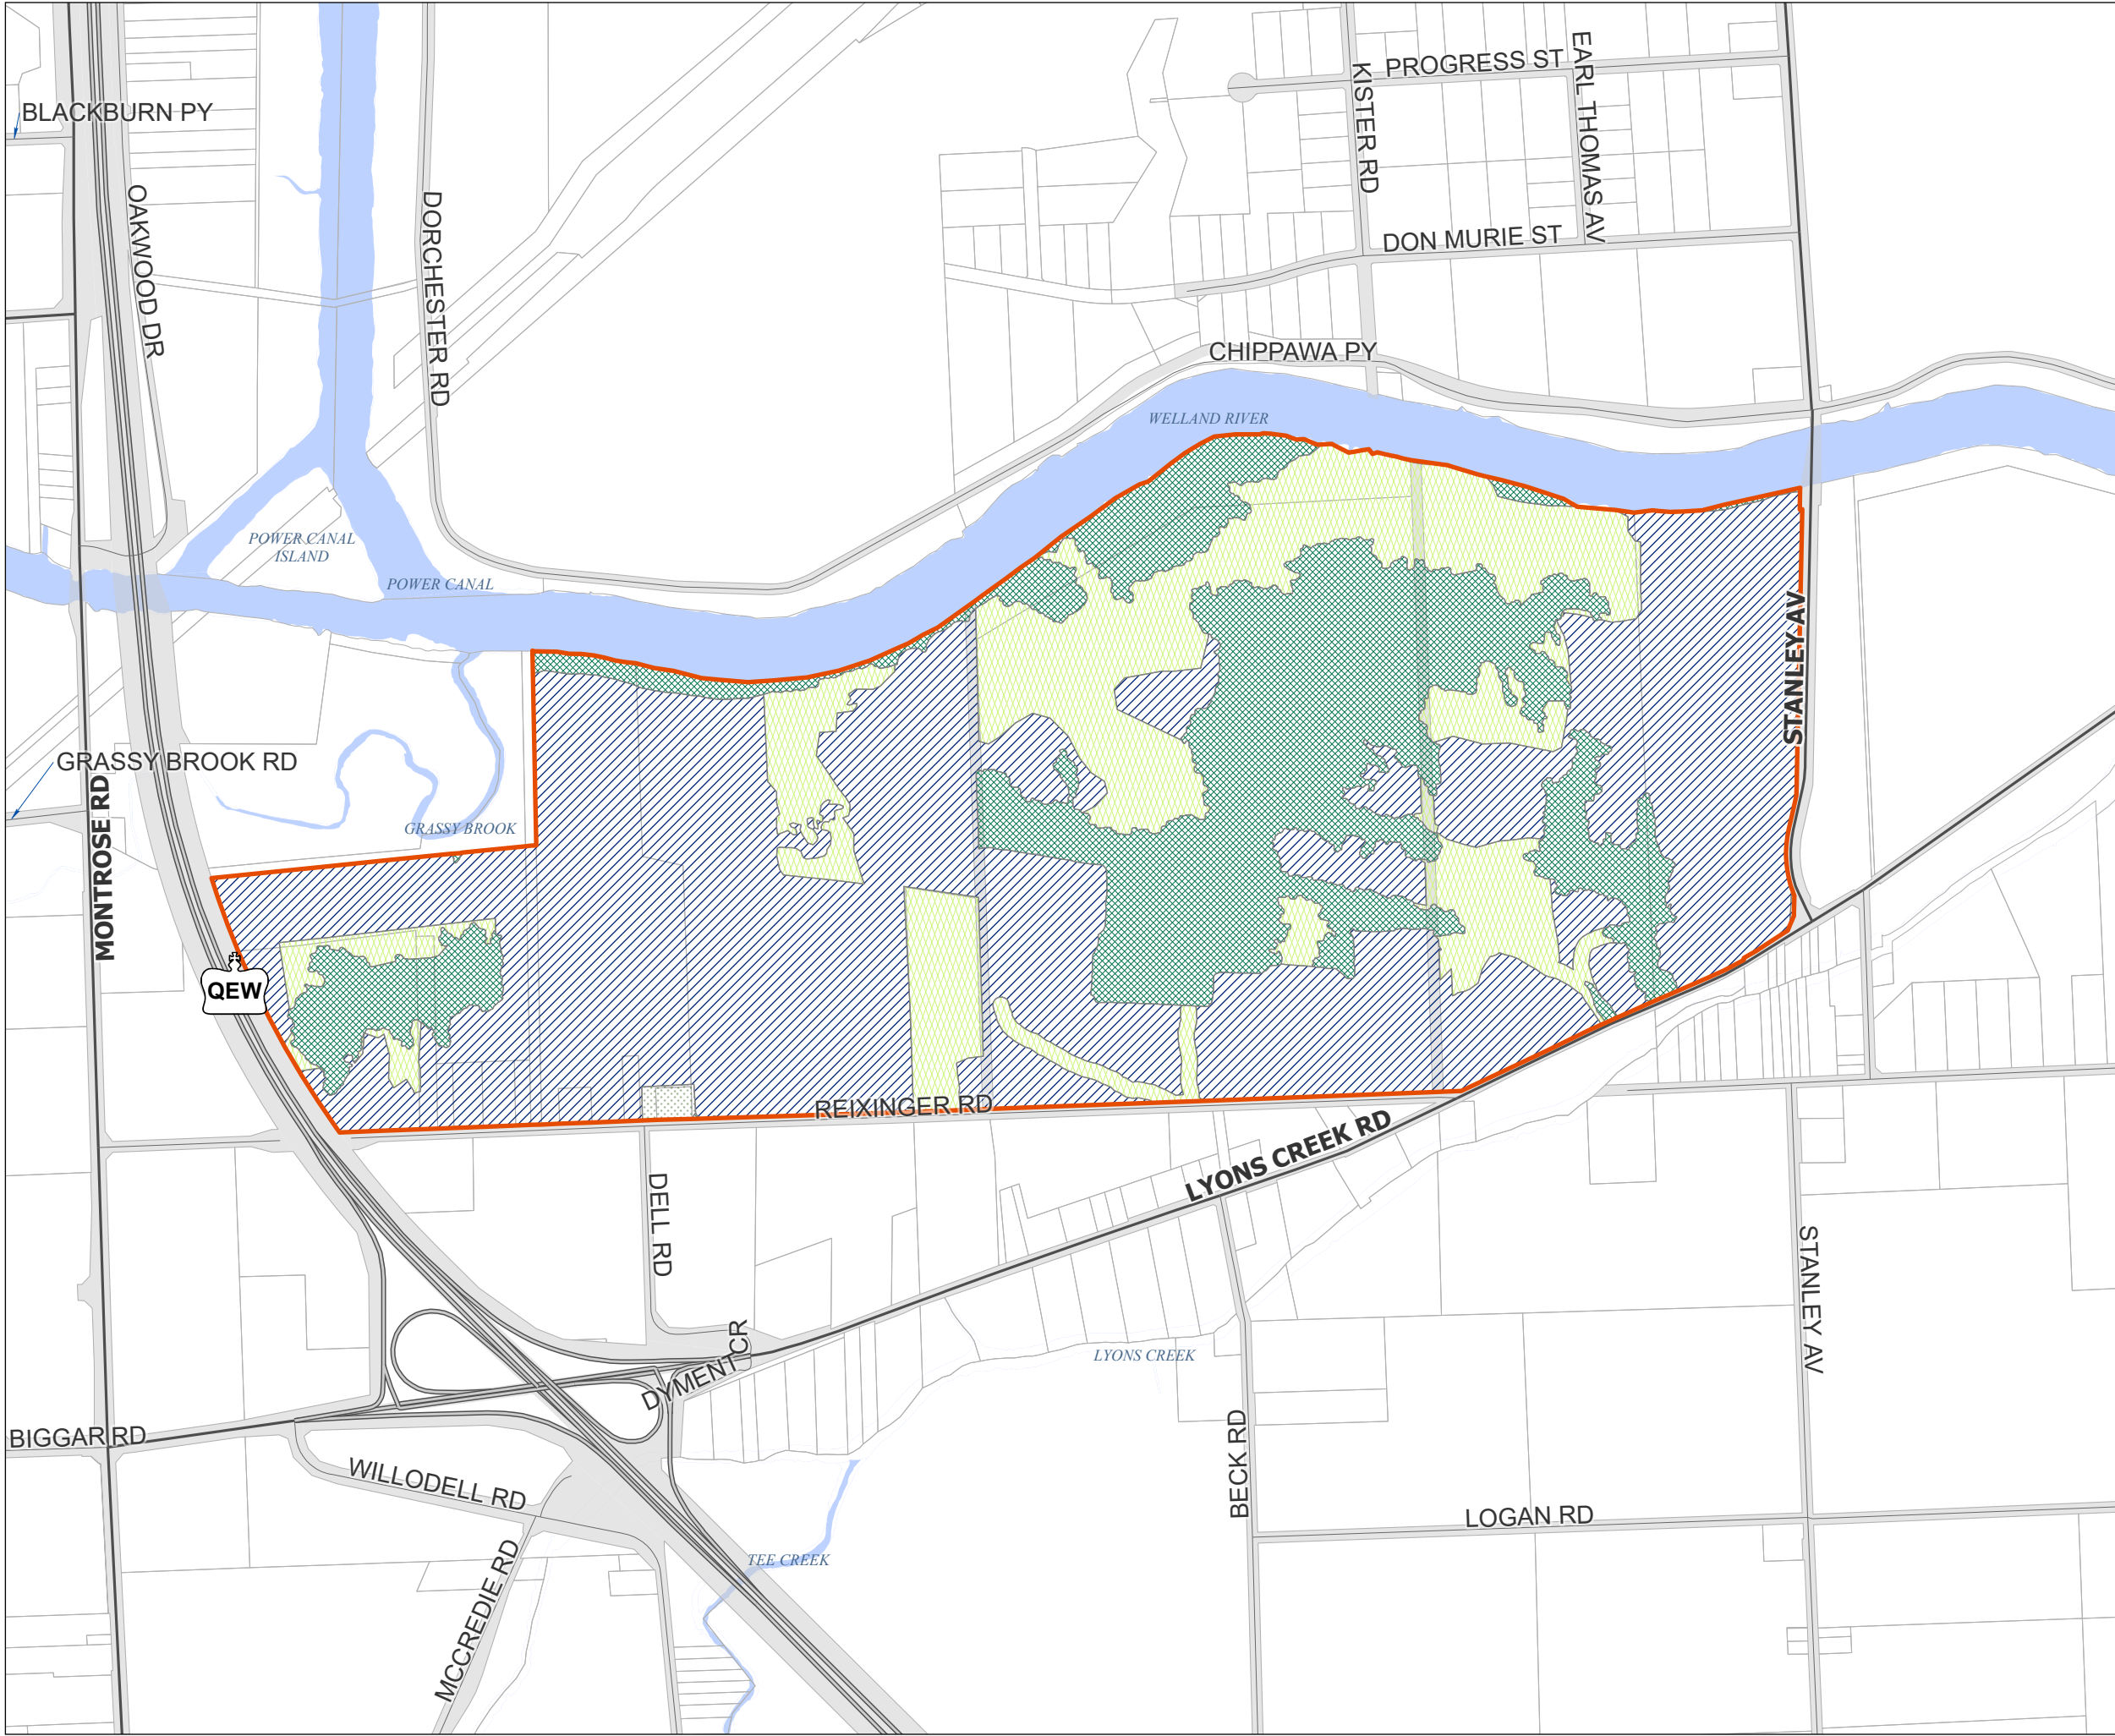 PROGRESS ST
EARL THOMAS AV
KISTER RD
BLACKBURN PY
OAKWOOD DR
DORCHESTER RD
DON MURIE ST
CHIPPAWA PY
WELLAND RIVER
POWER CANAL
ISLAND
POWER CANAL
STANLEY AV
GRASSY BROOK RD
MONTROSE RD
GRASSY BROOK
QEW
REIXINGER RD
LYONS CREEK RD
DELL RD
STANLEY AV
DYMENT CR
LYONS CREEK
BIGGAR RD
BECK RD
WILLODELL RD
LOGAN RD
MCCREDIE RD
TEE CREEK